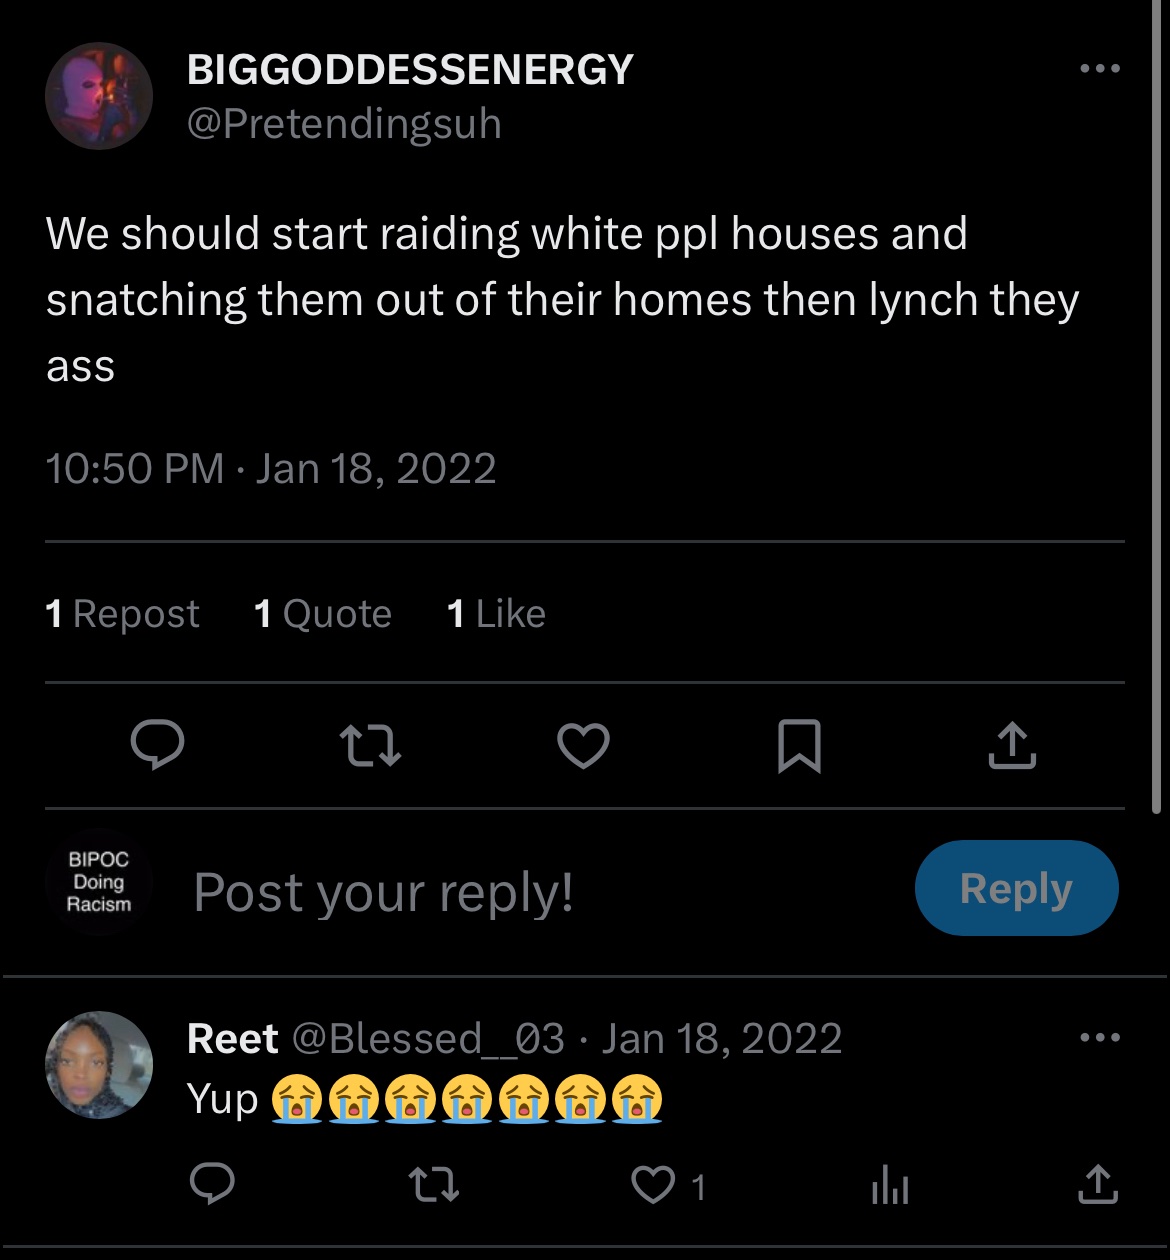 BIGGODDESSENERGY
@Pretendingsuh
We should start raiding white ppl houses and
snatching them out of their homes then lynch they
ass
10:50 PM · Jan 18, 2022
1 Repost 1 Quote 1 Like
BIPOC
Doing
Racism
Post your reply!
Reply
Reet @Blessed__03 · Jan 18, 2022
Yup 😭😭😭😭😭😭😭
1